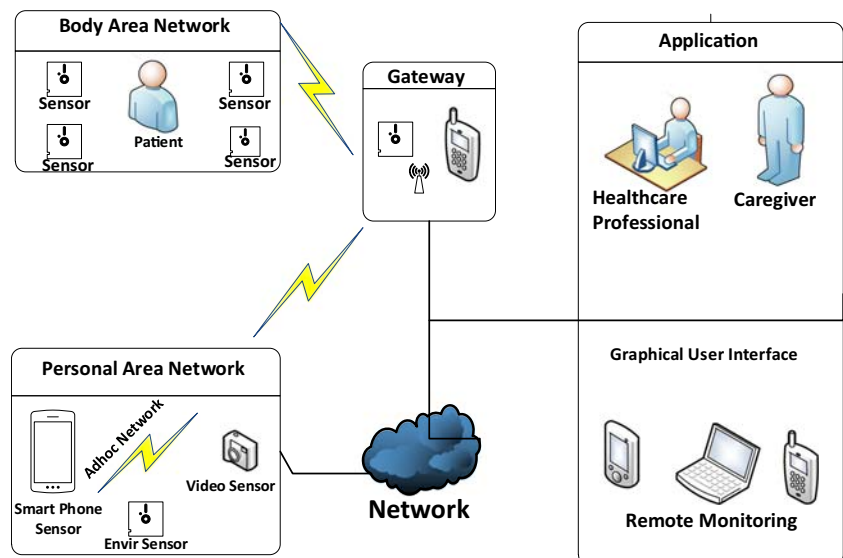 Body Area Network
Sensor
Sensor
Patient
Sensor
Sensor
Gateway
Application
Healthcare
Professional
Caregiver
Personal Area Network
Adhoc Network
Smart Phone
Sensor
Video Sensor
Envir Sensor
Network
Graphical User Interface
Remote Monitoring